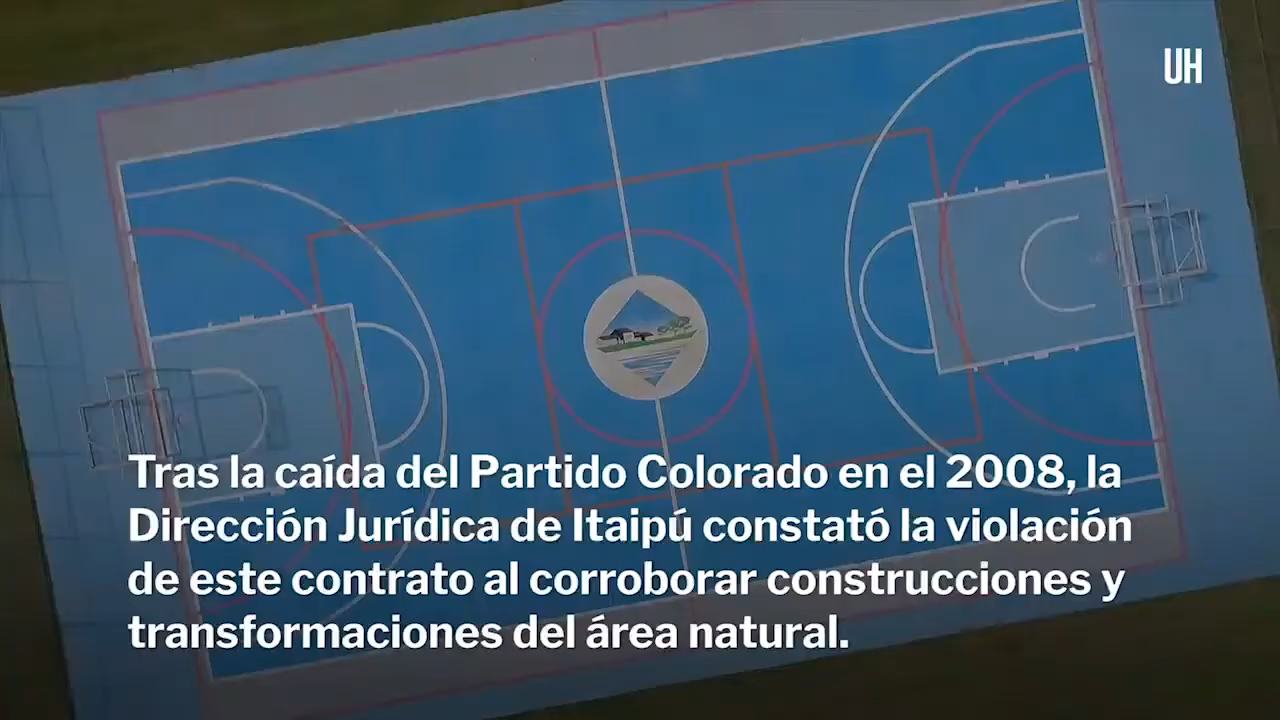 UH
Tras la caída del Partido Colorado en el 2008, la
Dirección Jurídica de Itaipú constató la violación
de este contrato al corroborar construcciones y
transformaciones del área natural.